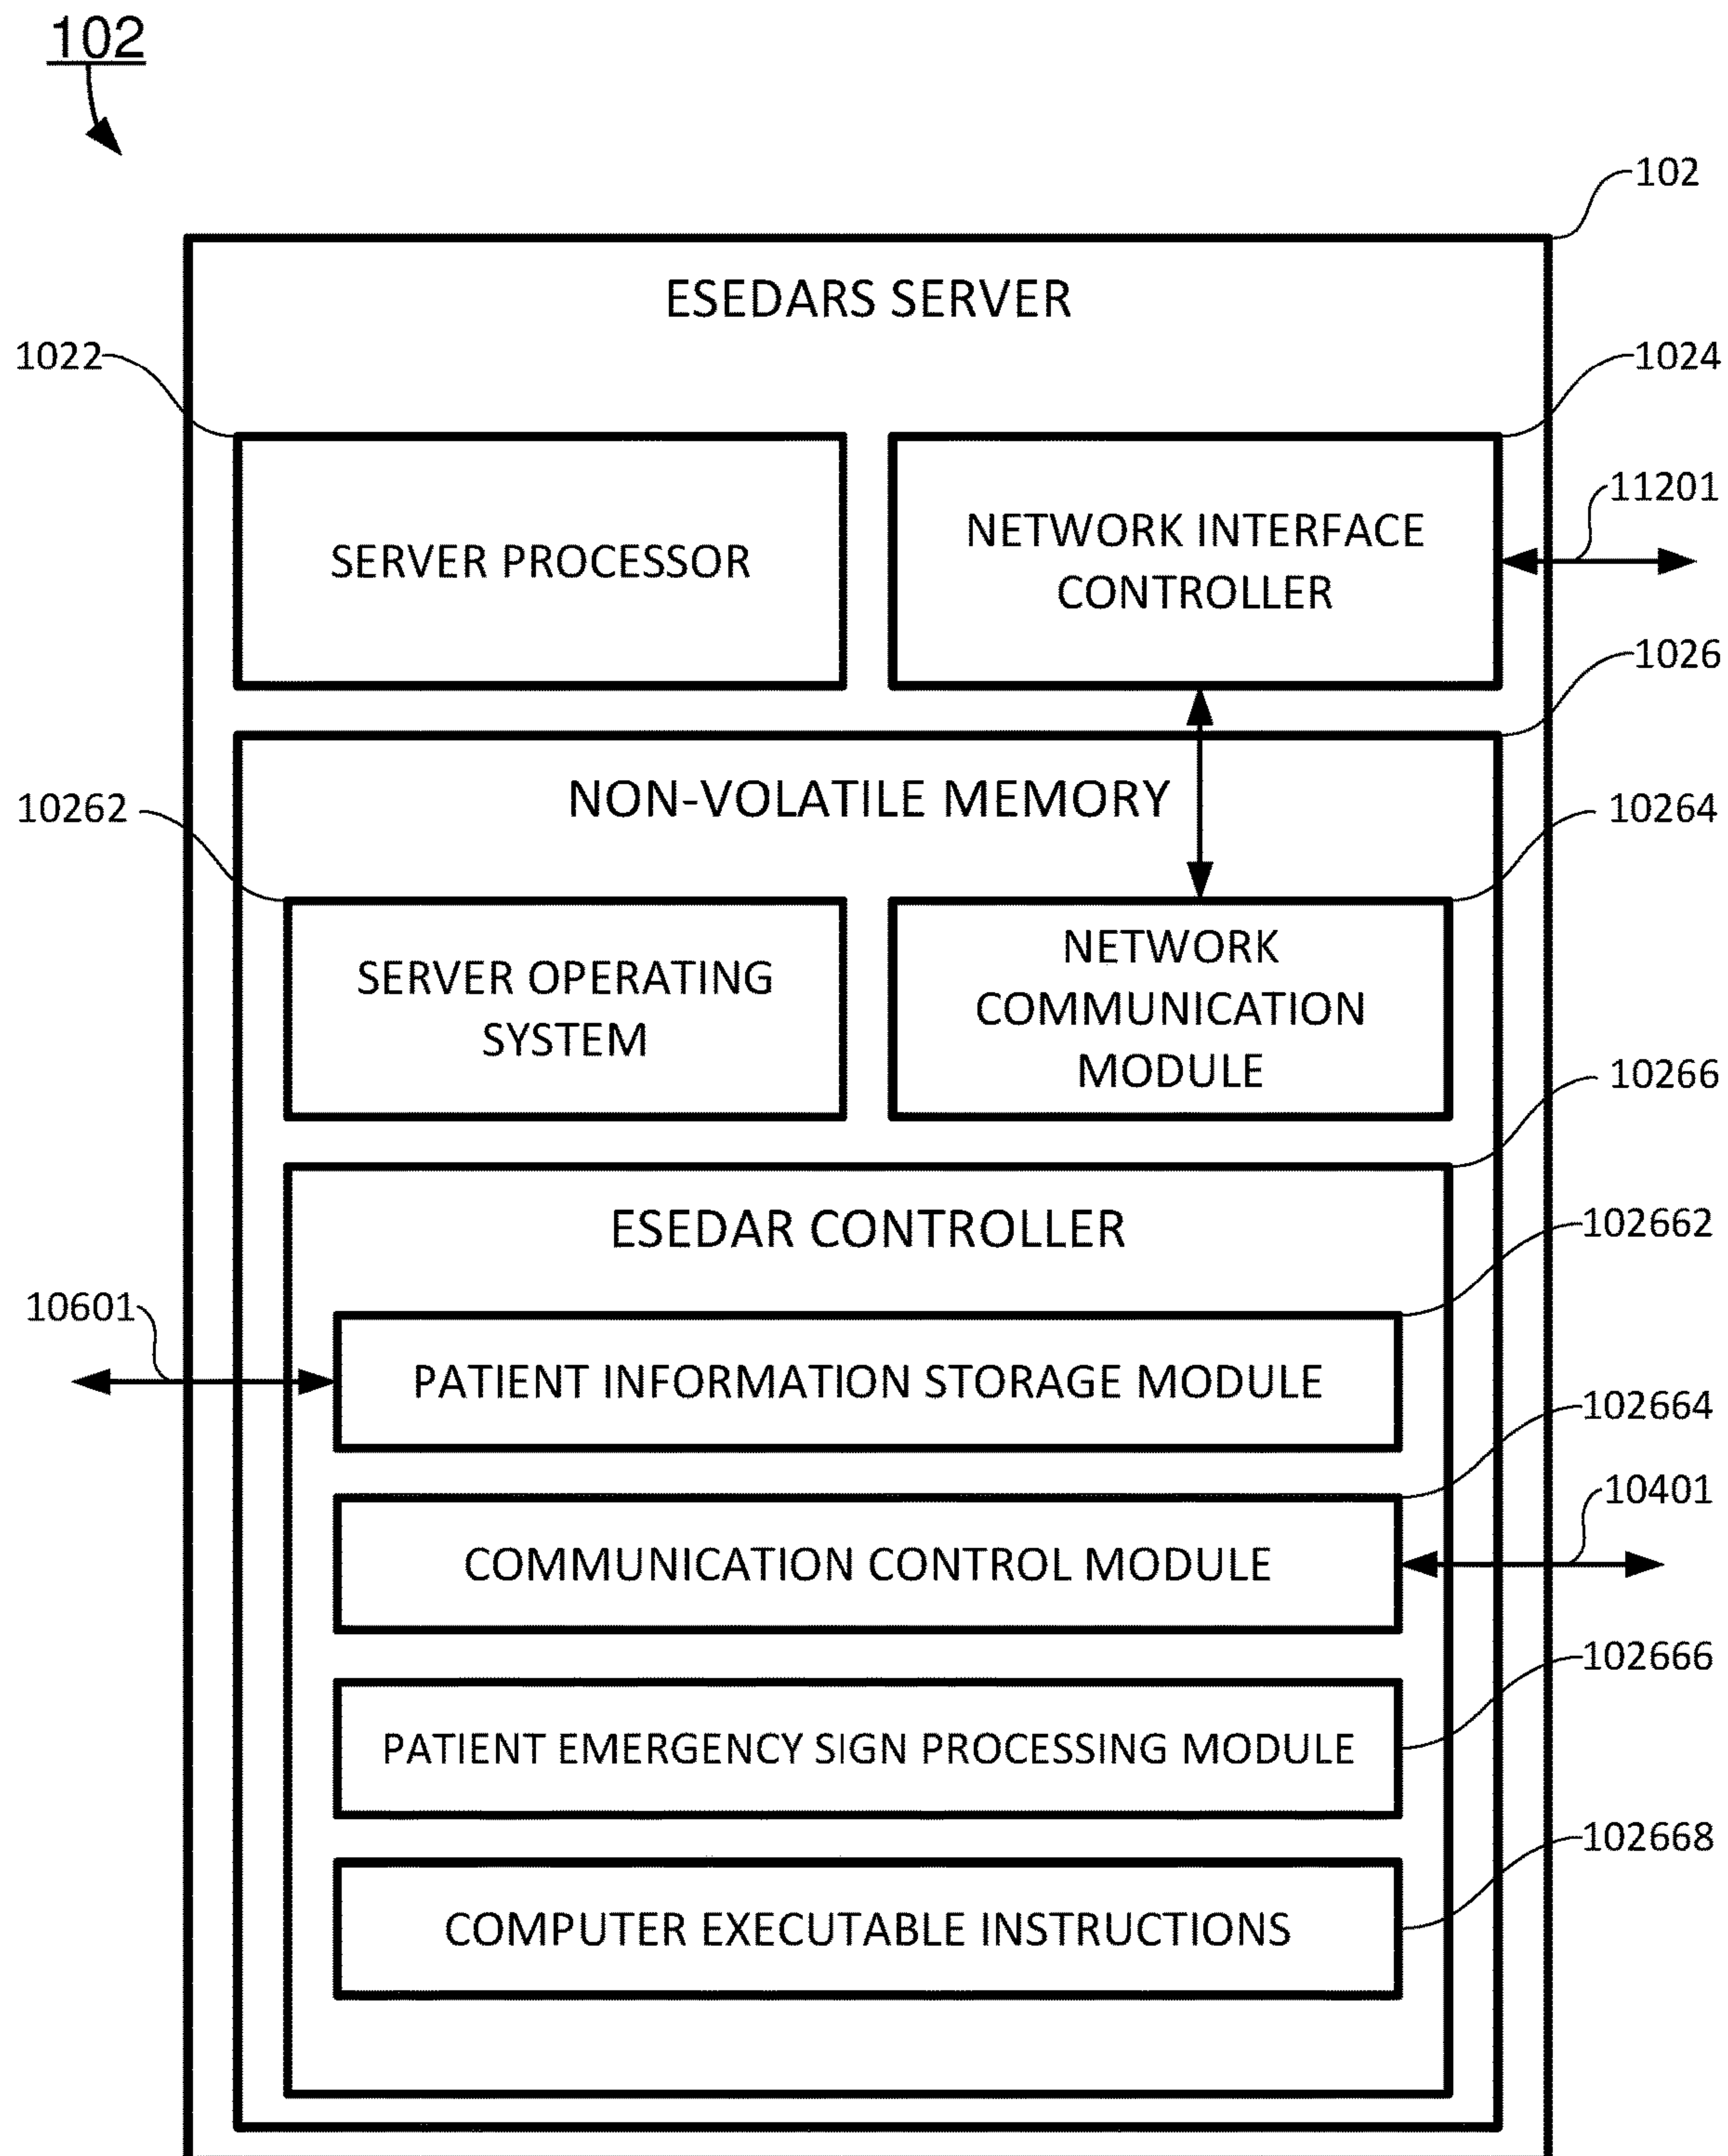 102
102
ESEDARS SERVER
1022
1024
SERVER PROCESSOR
NETWORK INTERFACE
CONTROLLER
11201
1026
NON-VOLATILE MEMORY
10262
10264
SERVER OPERATING
SYSTEM
NETWORK
COMMUNICATION
MODULE
10266
ESEDAR CONTROLLER
102662
10601
PATIENT INFORMATION STORAGE MODULE
102664
COMMUNICATION CONTROL MODULE
10401
102666
PATIENT EMERGENCY SIGN PROCESSING MODULE
102668
COMPUTER EXECUTABLE INSTRUCTIONS